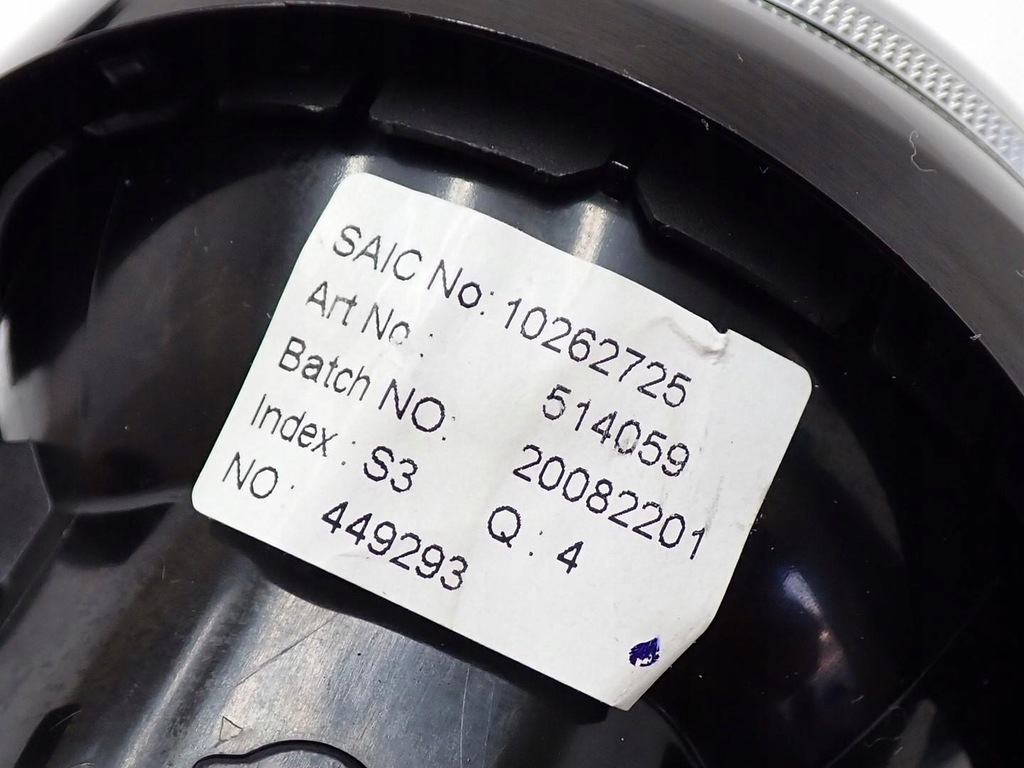 SAIC No: 10262725
Art No.: 514059
Batch NO: 20082201
Index: S3 Q: 4
NO: 449293